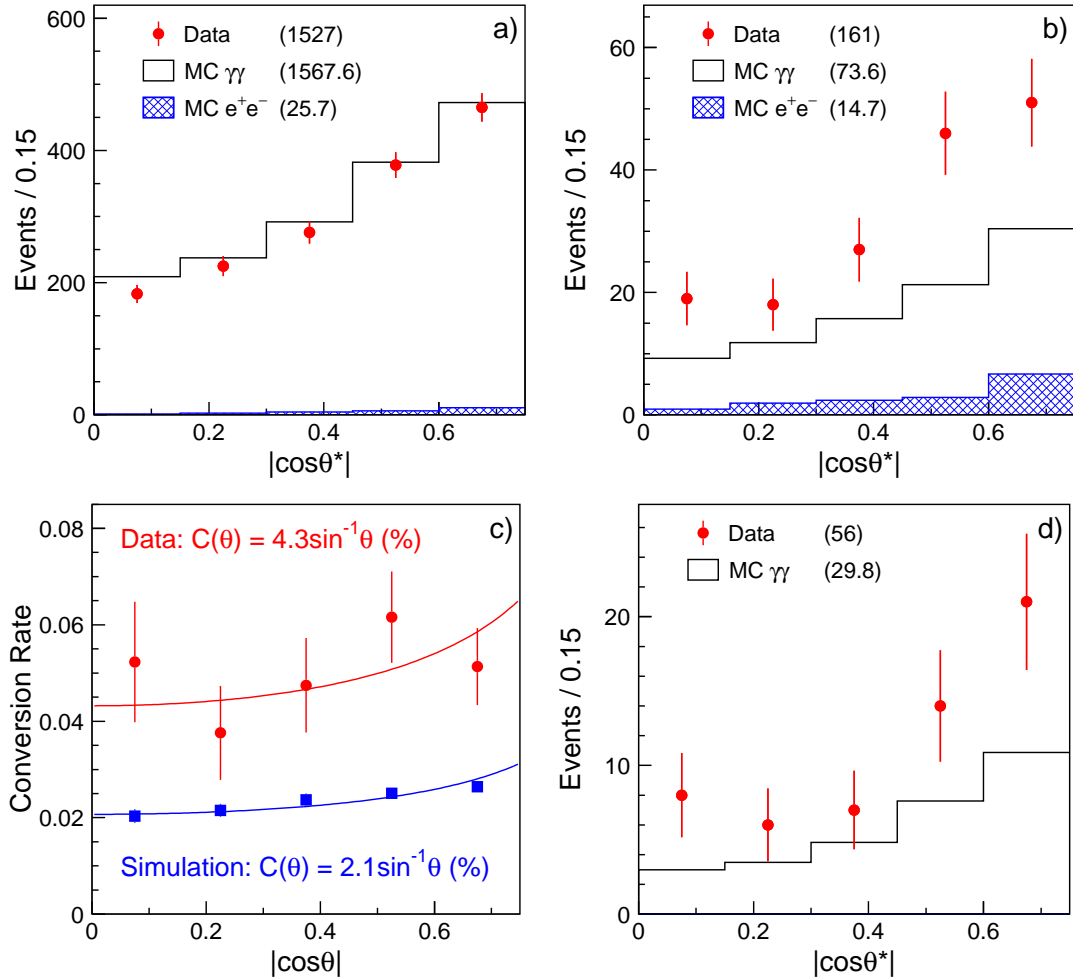 a)
Data (1527)
MC γγ (1567.6)
MC e⁺e⁻ (25.7)
Events / 0.15
600
400
200
0
0 0.2 0.4 0.6
|cosθ*|
b)
Data (161)
MC γγ (73.6)
MC e⁺e⁻ (14.7)
Events / 0.15
60
40
20
0
0 0.2 0.4 0.6
|cosθ*|
c)
Data: C(θ) = 4.3sin⁻¹θ (%)
Simulation: C(θ) = 2.1sin⁻¹θ (%)
Conversion Rate
0.08
0.06
0.04
0.02
0
0 0.2 0.4 0.6
|cosθ|
d)
Data (56)
MC γγ (29.8)
Events / 0.15
20
10
0
0 0.2 0.4 0.6
|cosθ*|